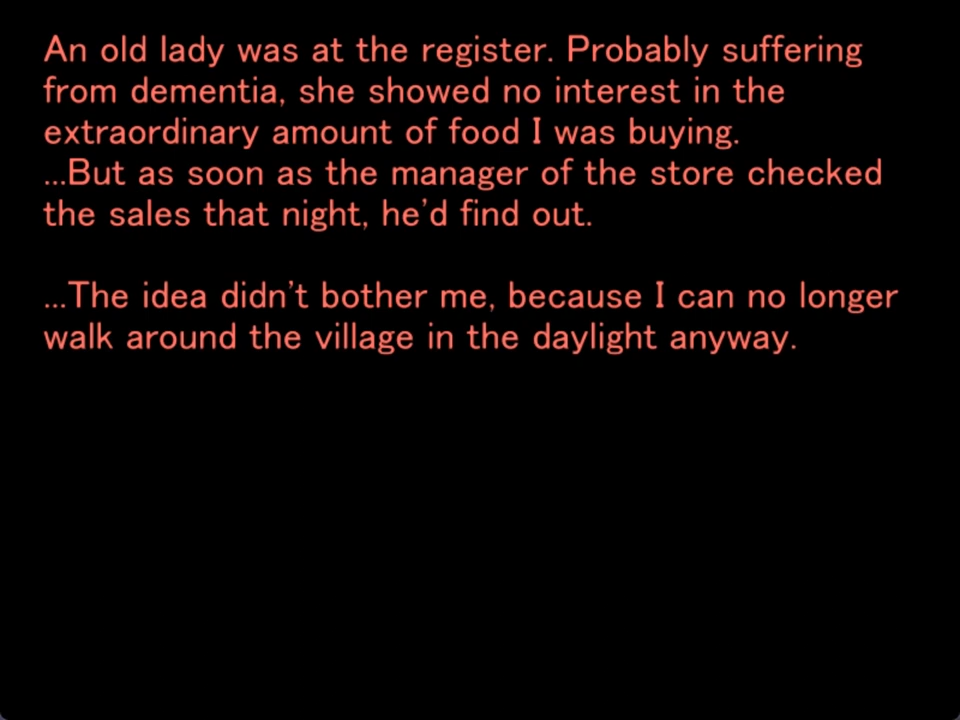 An old lady was at the register. Probably suffering
from dementia, she showed no interest in the
extraordinary amount of food I was buying.
...But as soon as the manager of the store checked
the sales that night, he'd find out.
...The idea didn't bother me, because I can no longer
walk around the village in the daylight anyway.